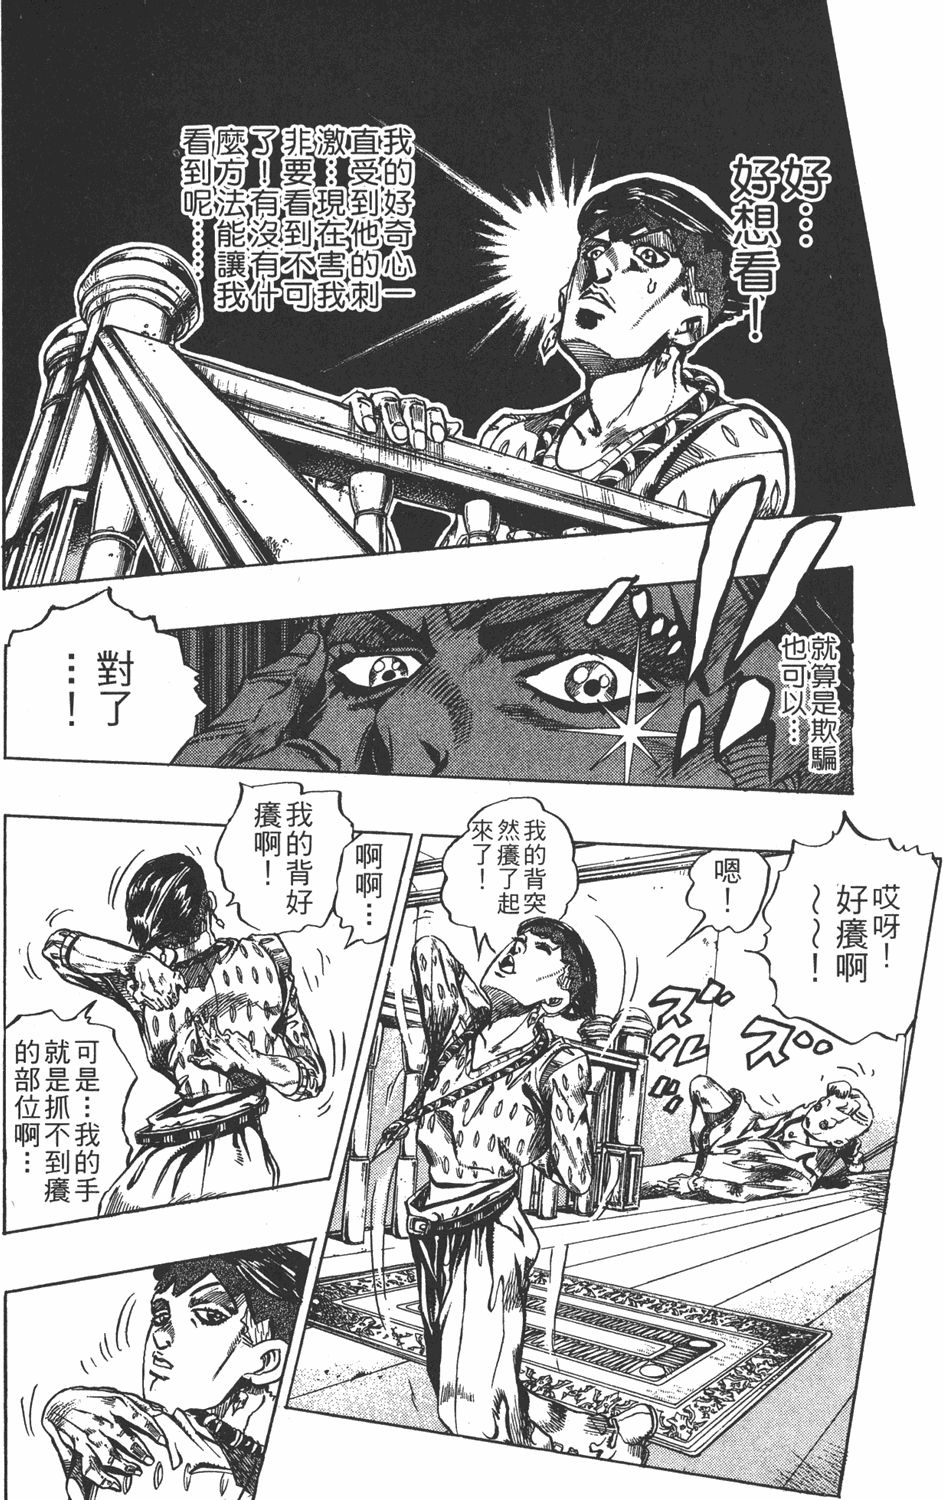 好…
好想看！
我的好奇心一
直受到他的刺
激…現在害我
非要看到不可
了！有沒有什
麼方法能讓我
看到呢……
就算是欺騙
也可以…
對了
…！
哎呀！
好癢啊
～～～！
嗯！
我的背突
然癢了起
來了！
ズズ
ズル
啊啊…
我的背好
癢啊！
可是…我的手
就是抓不到癢
的部位啊…